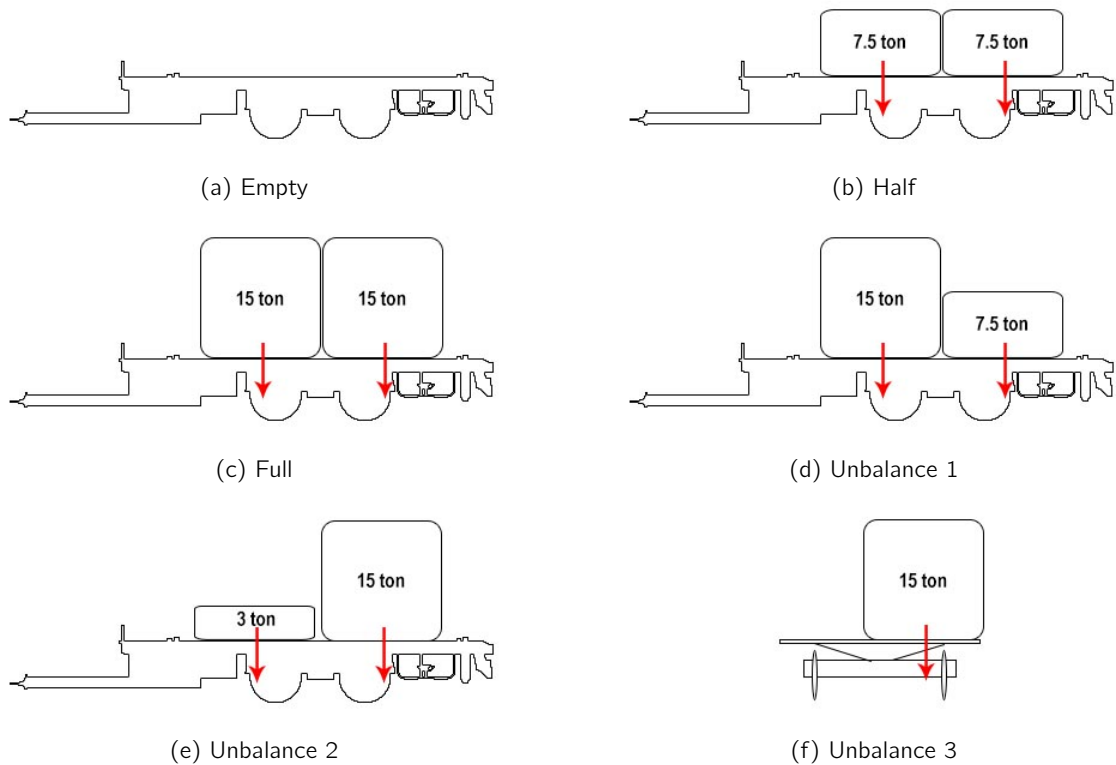 7.5 ton 7.5 ton
(a) Empty
(b) Half
15 ton 15 ton
15 ton
7.5 ton
(c) Full
(d) Unbalance 1
3 ton
15 ton
15 ton
(e) Unbalance 2
(f) Unbalance 3